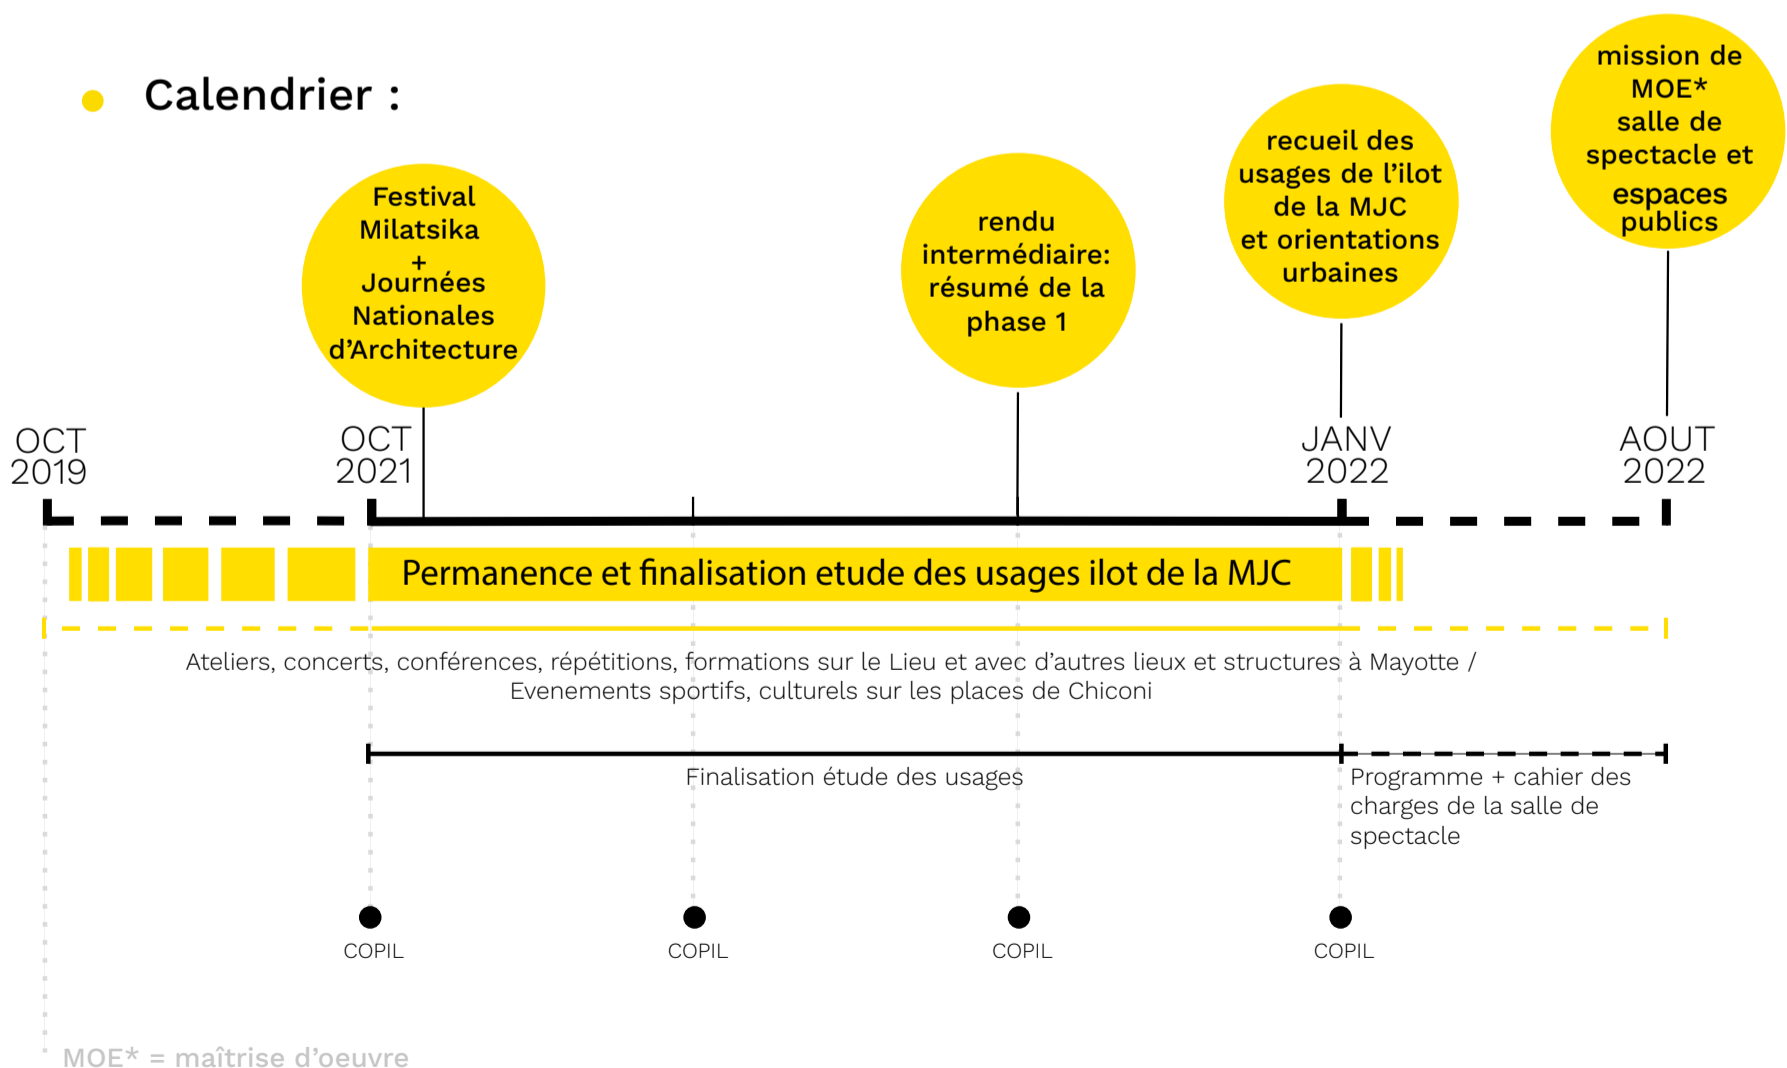 Calendrier :
Festival
Milatsika
+
Journées
Nationales
d’Architecture
rendu
intermédiaire:
résumé de la
phase 1
recueil des
usages de l’ilot
de la MJC
et orientations
urbaines
mission de
MOE*
salle de
spectacle et
espaces
publics
OCT
2019
OCT
2021
JANV
2022
AOUT
2022
Permanence et finalisation etude des usages ilot de la MJC
Ateliers, concerts, conférences, répétitions, formations sur le Lieu et avec d’autres lieux et structures à Mayotte /
Evenements sportifs, culturels sur les places de Chiconi
Finalisation étude des usages
Programme + cahier des
charges de la salle de
spectacle
COPIL
COPIL
COPIL
COPIL
MOE* = maîtrise d’oeuvre